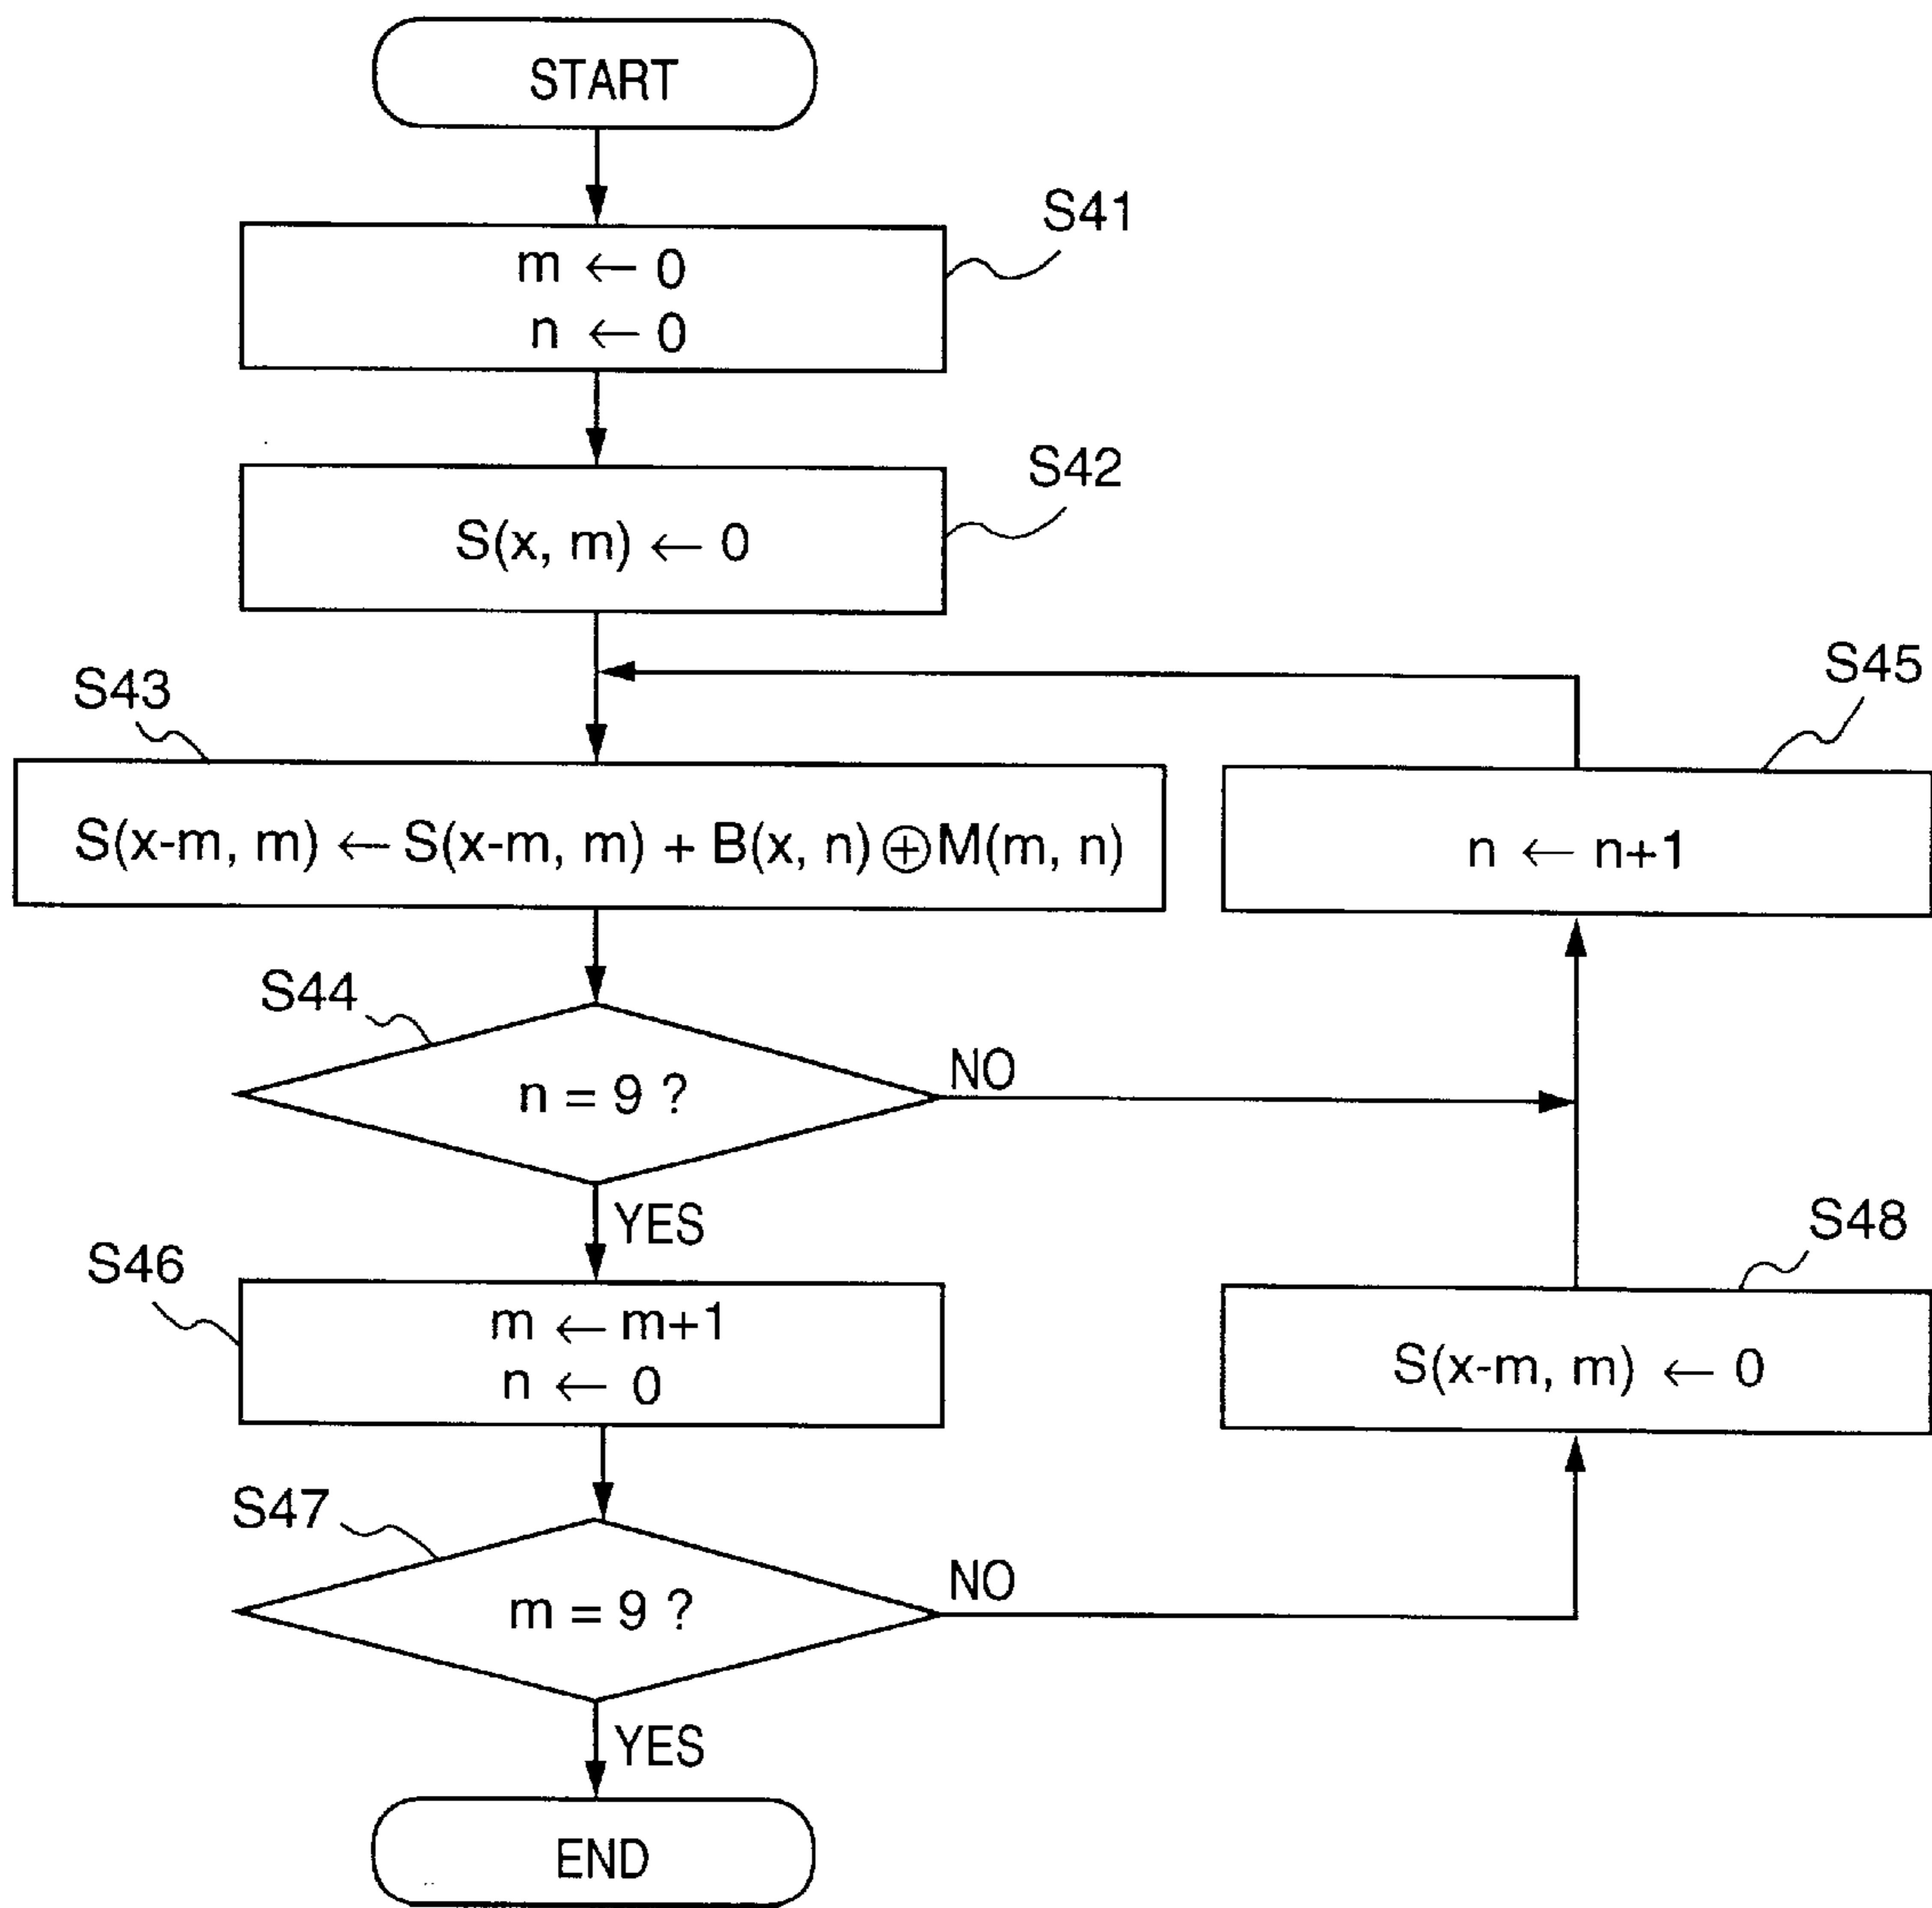 START
S41
m ← 0
n ← 0
S42
S(x, m) ← 0
S43
S45
S(x-m, m) ← S(x-m, m) + B(x, n) ⊕ M(m, n)
n ← n+1
S44
n = 9 ?
NO
YES
S46
S48
m ← m+1
n ← 0
S(x-m, m) ← 0
S47
m = 9 ?
NO
YES
END